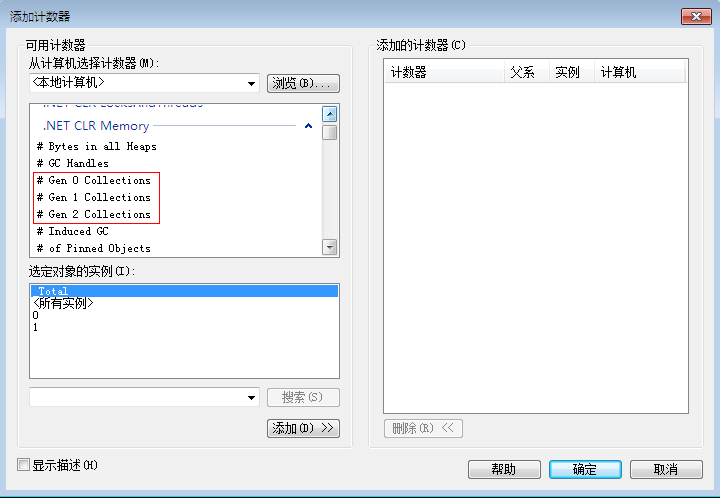 添加计数器
可用计数器
从计算机选择计数器(M):
<本地计算机>
浏览(B)...
.NET CLR LocksAndThreads
.NET CLR Memory
# Bytes in all Heaps
# GC Handles
# Gen 0 Collections
# Gen 1 Collections
# Gen 2 Collections
# Induced GC
# of Pinned Objects
选定对象的实例(I):
_Total
<所有实例>
0
1
搜索(S)
添加(D) >>
显示描述(H)
添加的计数器(C)
计数器 父系 实例 计算机
删除(R) <<
帮助 确定 取消